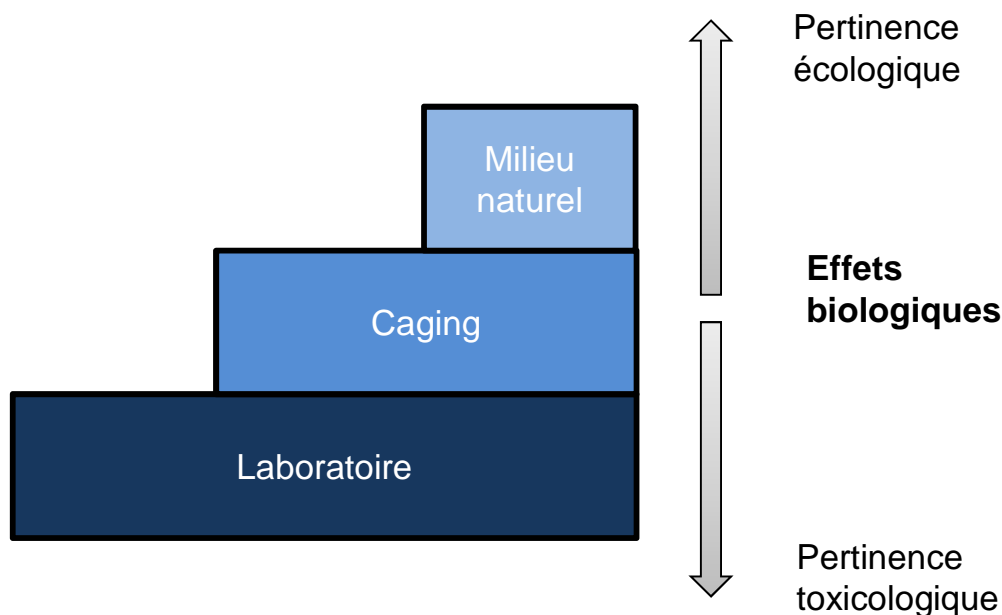 Pertinence
écologique
Milieu
naturel
Effets
biologiques
Caging
Laboratoire
Pertinence
toxicologique